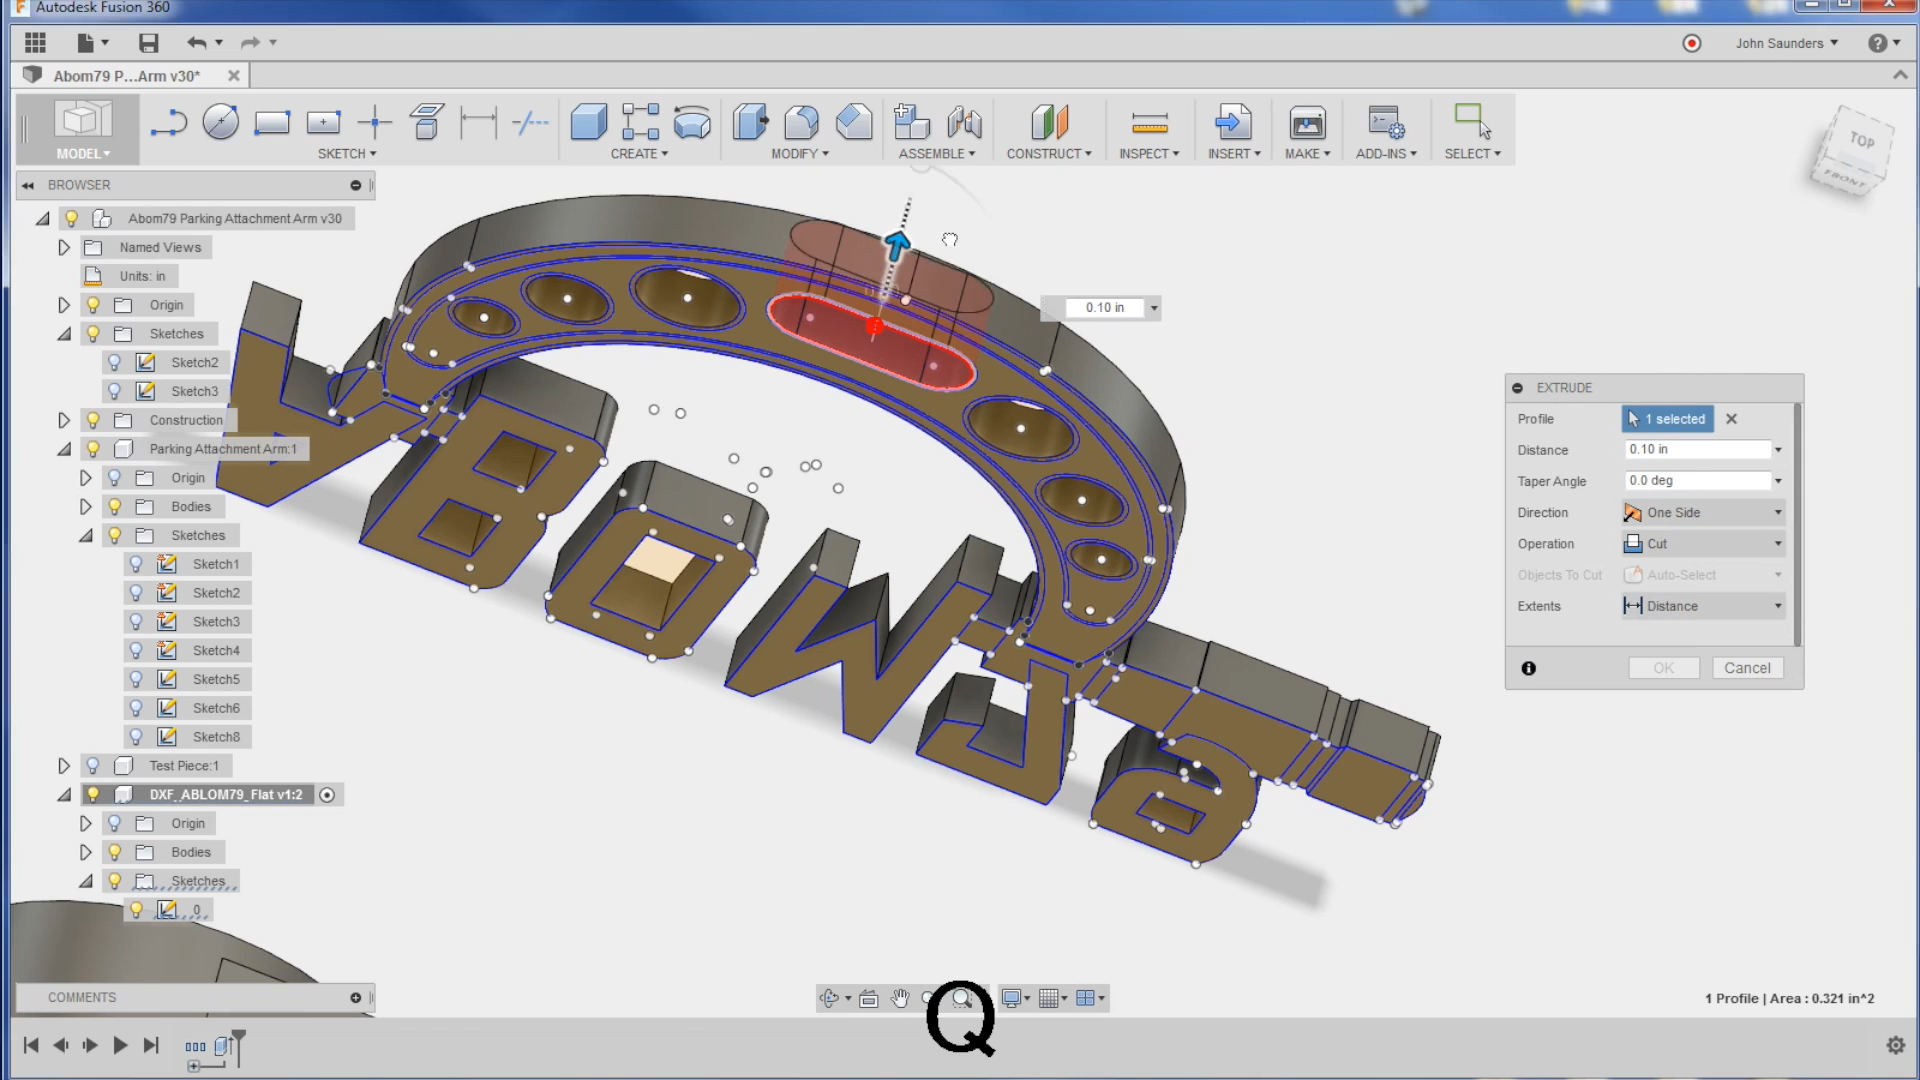 Autodesk Fusion 360
John Saunders
Abom79 P...Arm v30*
MODEL
SKETCH
CREATE
MODIFY
ASSEMBLE
CONSTRUCT
INSPECT
INSERT
MAKE
ADD-INS
SELECT
TOP
FRONT
BROWSER
Abom79 Parking Attachment Arm v30
Named Views
Units: in
Origin
Sketches
Sketch2
Sketch3
Construction
Parking Attachment Arm:1
Origin
Bodies
Sketches
Sketch1
Sketch2
Sketch3
Sketch4
Sketch5
Sketch6
Sketch8
Test Piece:1
DXF_ABLOM79_Flat v1:2
Origin
Bodies
Sketches
0
0.10 in
EXTRUDE
Profile 1 selected
Distance 0.10 in
Taper Angle 0.0 deg
Direction One Side
Operation Cut
Objects To Cut Auto-Select
Extents Distance
OK Cancel
COMMENTS
Q
1 Profile | Area : 0.321 in^2